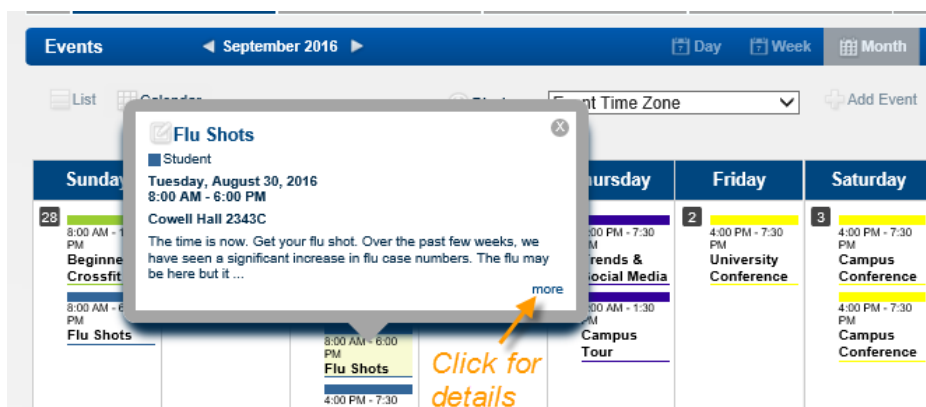 Events
September 2016
Day
Week
Month
List
Event Time Zone
Add Event
Flu Shots
Student
Tuesday, August 30, 2016
8:00 AM - 6:00 PM
Cowell Hall 2343C
The time is now. Get your flu shot. Over the past few weeks, we
have seen a significant increase in flu case numbers. The flu may
be here but it ...
more
Friday
Saturday
28
8:00 AM -
PM
Crossfit
8:00 AM -
PM
Flu Shots
8:00 AM - 6:00
PM
Flu Shots
4:00 PM - 7:30
Click for
details
PM - 7:30
Social Media
AM - 1:30
Campus
Tour
2
4:00 PM - 7:30
PM
University
Conference
3
4:00 PM - 7:30
PM
Campus
Conference
4:00 PM - 7:30
PM
Campus
Conference